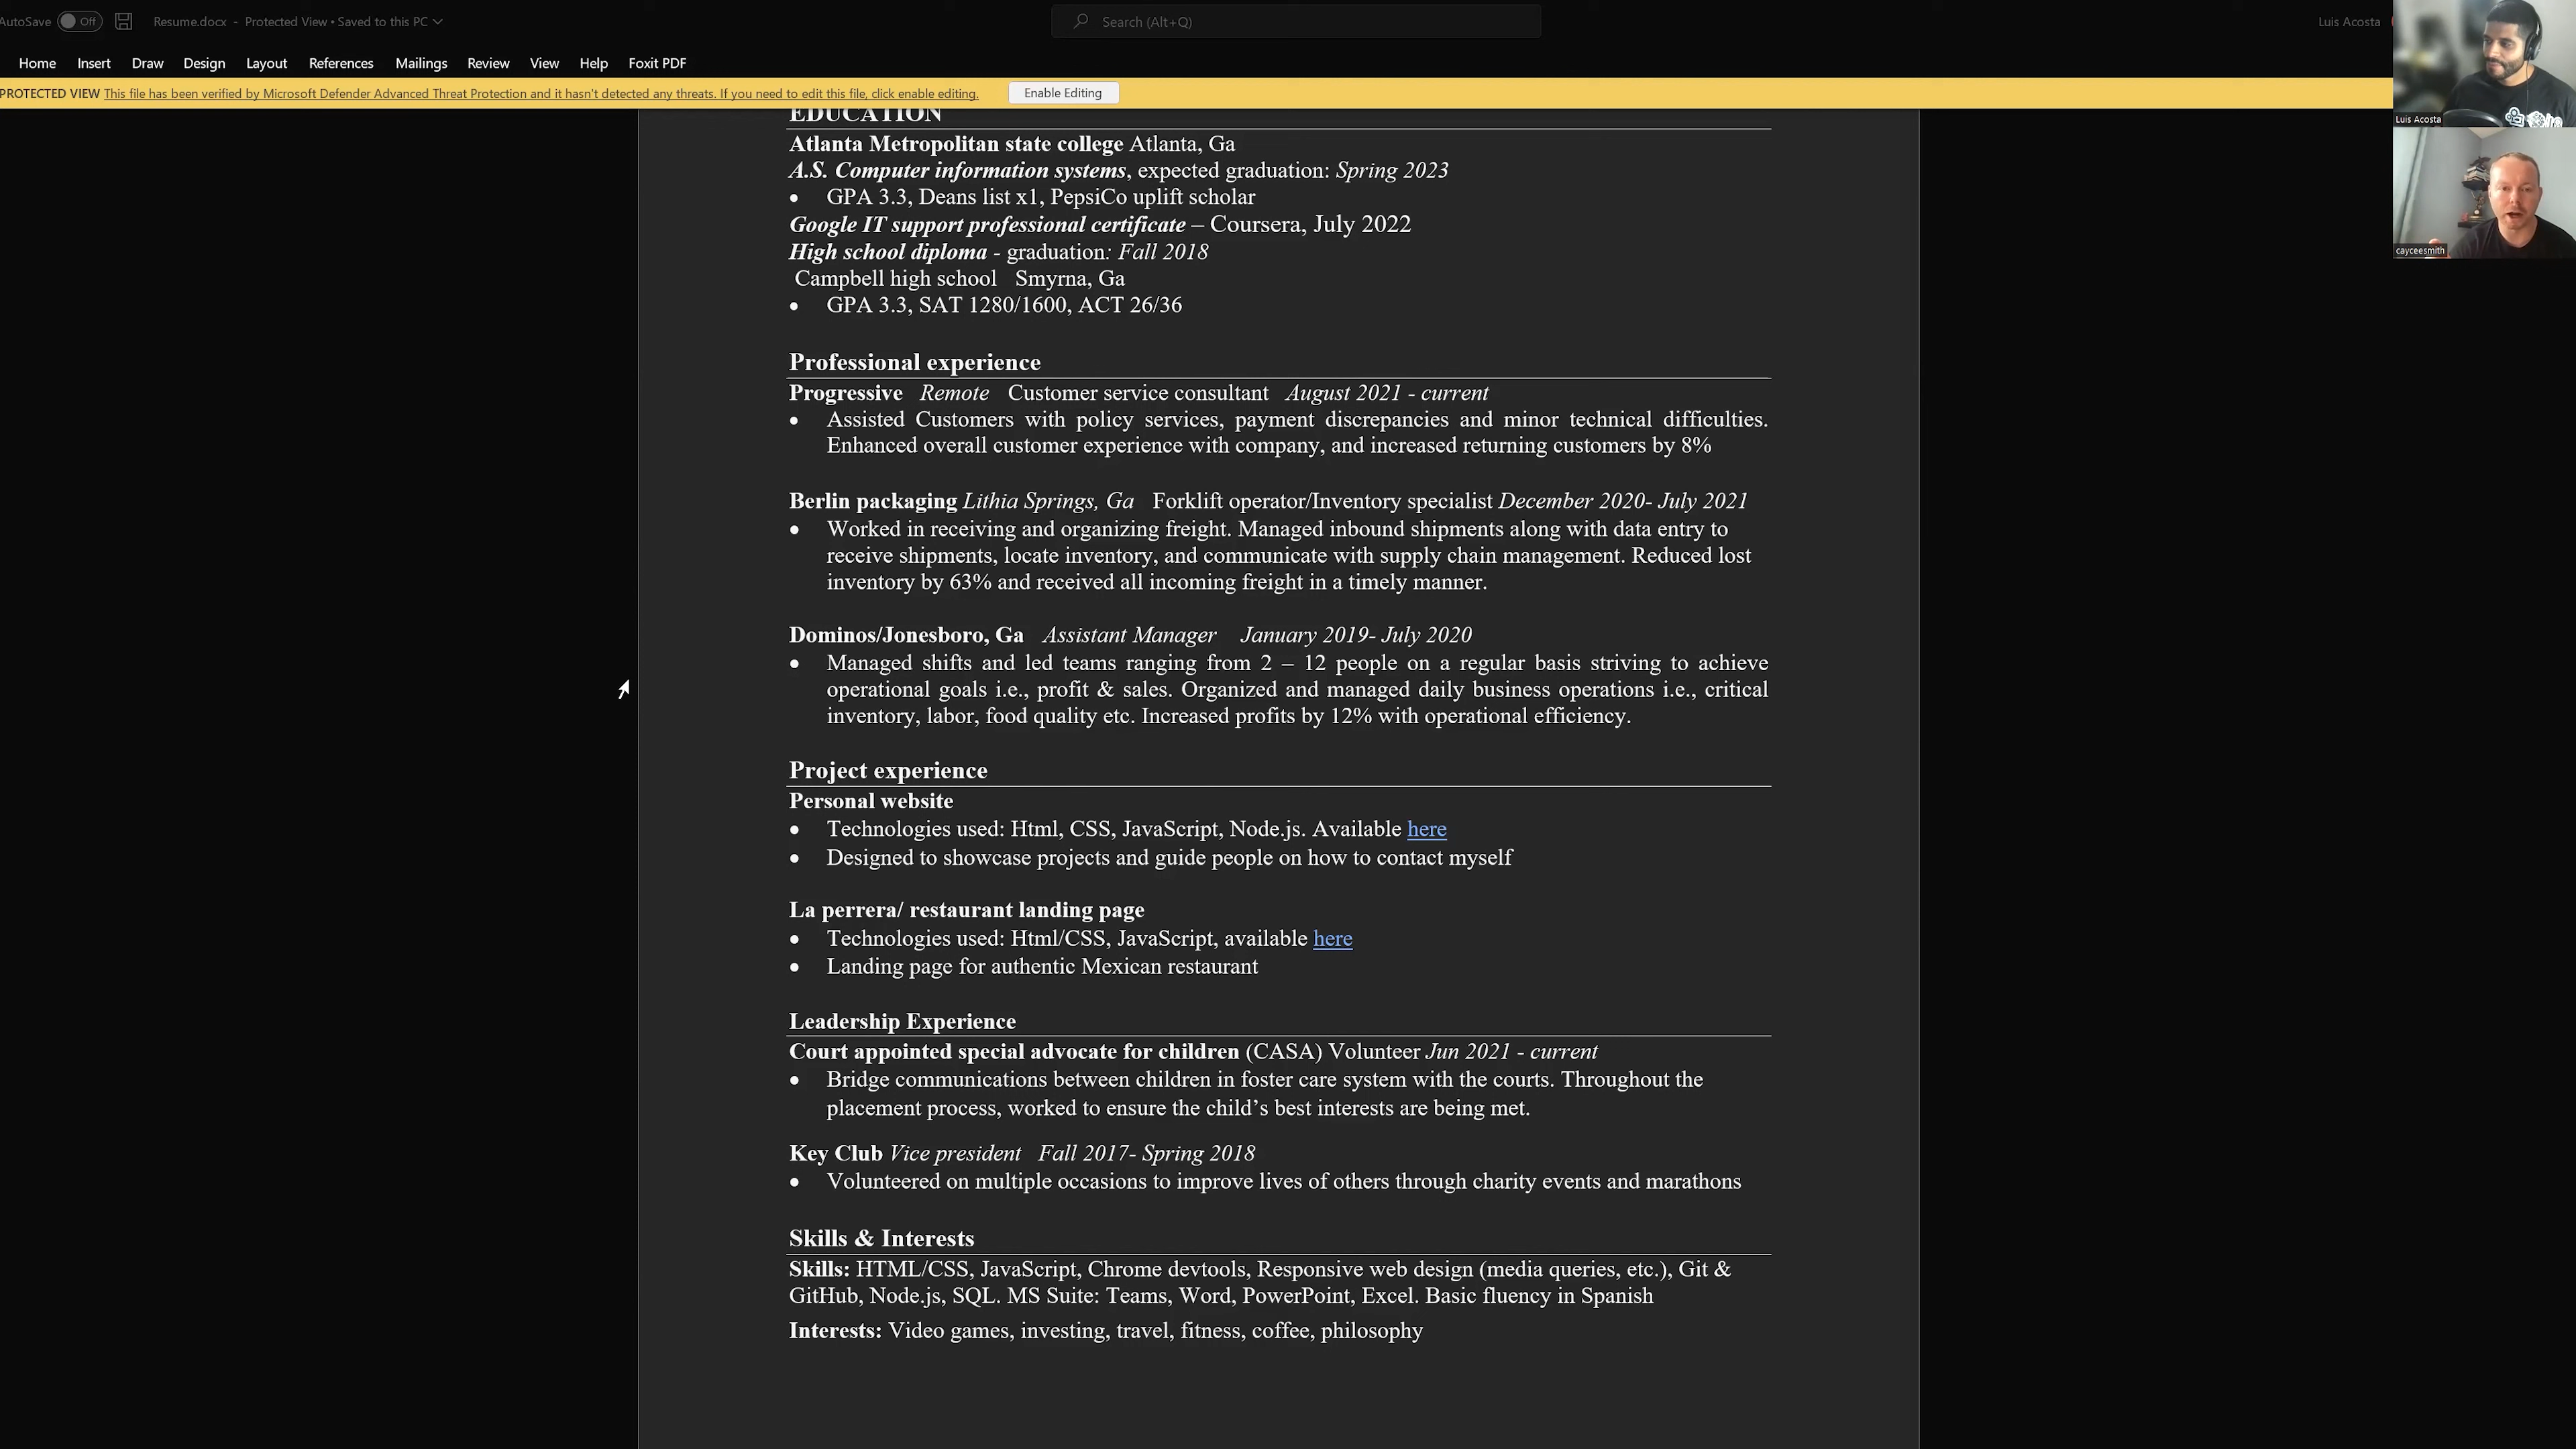 AutoSave Off Resume.docx - Protected View • Saved to this PC Search (Alt+Q) Luis Acosta
Home Insert Draw Design Layout References Mailings Review View Help Foxit PDF
PROTECTED VIEW This file has been verified by Microsoft Defender Advanced Threat Protection and it hasn't detected any threats. If you need to edit this file, click enable editing. Enable Editing
Luis Acosta
cayceesmith
EDUCATION
Atlanta Metropolitan state college Atlanta, Ga
A.S. Computer information systems, expected graduation: Spring 2023
• GPA 3.3, Deans list x1, PepsiCo uplift scholar
Google IT support professional certificate – Coursera, July 2022
High school diploma - graduation: Fall 2018
Campbell high school Smyrna, Ga
• GPA 3.3, SAT 1280/1600, ACT 26/36
Professional experience
Progressive Remote Customer service consultant August 2021 - current
• Assisted Customers with policy services, payment discrepancies and minor technical difficulties.
Enhanced overall customer experience with company, and increased returning customers by 8%
Berlin packaging Lithia Springs, Ga Forklift operator/Inventory specialist December 2020- July 2021
• Worked in receiving and organizing freight. Managed inbound shipments along with data entry to
receive shipments, locate inventory, and communicate with supply chain management. Reduced lost
inventory by 63% and received all incoming freight in a timely manner.
Dominos/Jonesboro, Ga Assistant Manager January 2019- July 2020
• Managed shifts and led teams ranging from 2 – 12 people on a regular basis striving to achieve
operational goals i.e., profit & sales. Organized and managed daily business operations i.e., critical
inventory, labor, food quality etc. Increased profits by 12% with operational efficiency.
Project experience
Personal website
• Technologies used: Html, CSS, JavaScript, Node.js. Available here
• Designed to showcase projects and guide people on how to contact myself
La perrera/ restaurant landing page
• Technologies used: Html/CSS, JavaScript, available here
• Landing page for authentic Mexican restaurant
Leadership Experience
Court appointed special advocate for children (CASA) Volunteer Jun 2021 - current
• Bridge communications between children in foster care system with the courts. Throughout the
placement process, worked to ensure the child’s best interests are being met.
Key Club Vice president Fall 2017- Spring 2018
• Volunteered on multiple occasions to improve lives of others through charity events and marathons
Skills & Interests
Skills: HTML/CSS, JavaScript, Chrome devtools, Responsive web design (media queries, etc.), Git &
GitHub, Node.js, SQL. MS Suite: Teams, Word, PowerPoint, Excel. Basic fluency in Spanish
Interests: Video games, investing, travel, fitness, coffee, philosophy